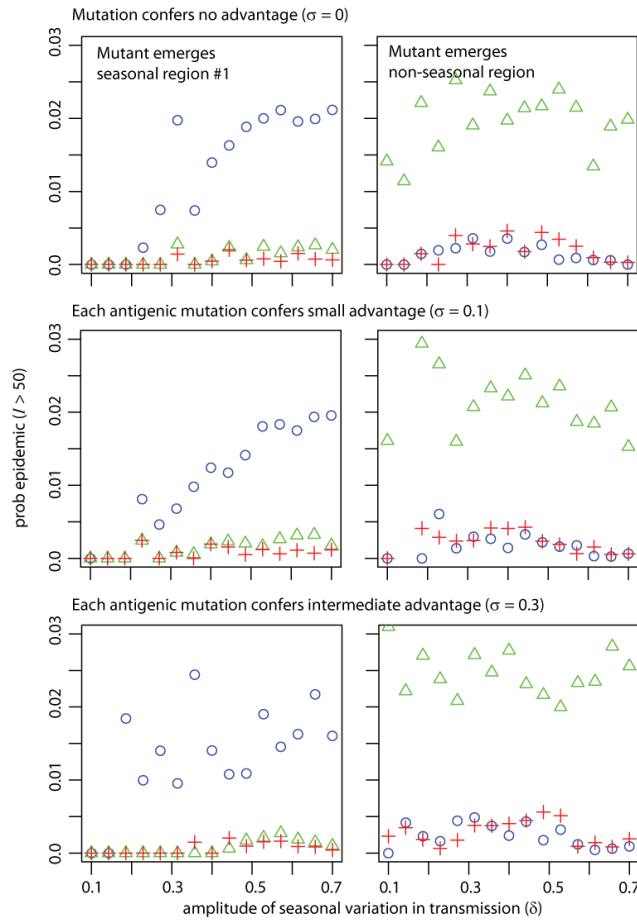 Mutation confers no advantage (σ = 0)
Mutant emerges
seasonal region #1
Mutant emerges
non-seasonal region
0.03
0.02
0.01
0.0
Each antigenic mutation confers small advantage (σ = 0.1)
0.03
0.02
0.01
0.0
prob epidemic (I > 50)
Each antigenic mutation confers intermediate advantage (σ = 0.3)
0.03
0.02
0.01
0.0
0.1 0.3 0.5 0.7 0.1 0.3 0.5 0.7
amplitude of seasonal variation in transmission (δ)